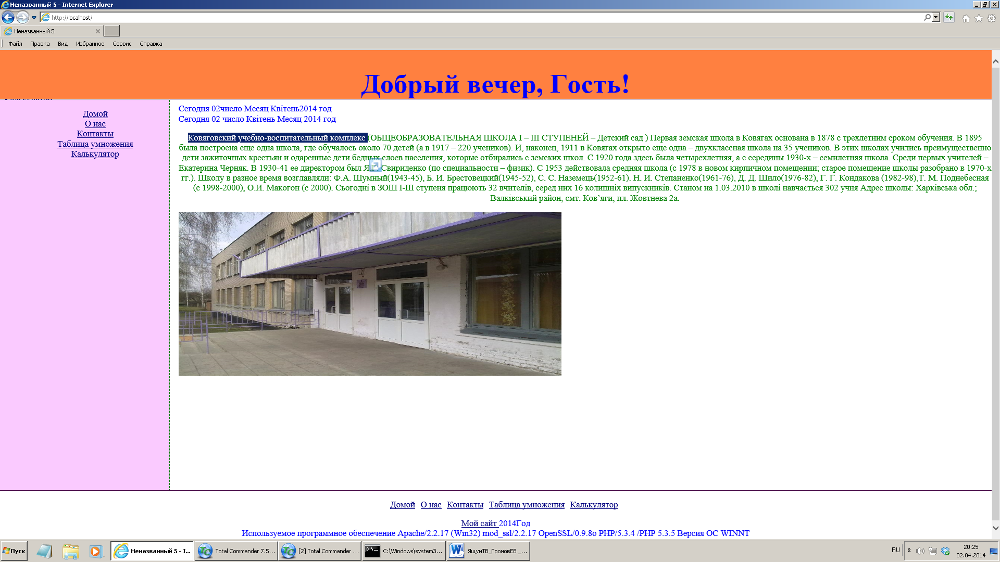 Неназванный 5 - Internet Explorer
http://localhost/
Неназванный 5
Файл Правка Вид Избранное Сервис Справка
Добрый вечер, Гость!
Домой
О нас
Контакты
Таблица умножения
Калькулятор
Сегодня 02число Месяц Квітень2014 год
Сегодня 02 число Квітень Месяц 2014 год
Ковяговский учебно-воспитательный комплекс (ОБЩЕОБРАЗОВАТЕЛЬНАЯ ШКОЛА I – III СТУПЕНЕЙ – Детский сад ) Первая земская школа в Ковягах основана в 1878 с трехлетним сроком обучения. В 1895
была построена еще одна школа, где обучалось около 70 детей (а в 1917 – 220 учеников). И, наконец, 1911 в Ковягах открыто еще одна – двухклассная школа на 35 учеников. В этих школах учились преимущественно
дети зажиточных крестьян и одаренные дети бедных слоев населения, которые отбирались с земских школ. С 1920 года здесь была четырехлетняя, а с середины 1930-х – семилетняя школа. Среди первых учителей –
Екатерина Черняк. В 1930-41 ее директором был Я Свириденко (по специальности – физик). С 1953 действовала средняя школа (с 1978 в новом кирпичном помещении; старое помещение школы разобрано в 1970-х
гг.). Школу в разное время возглавляли: Ф.А. Шумный(1943-45), Б. И. Брестовецкий(1945-52), С. С. Наземець(1952-61). Н. И. Степаненко(1961-76), Д. Д. Шило(1976-82), Г. Г. Кондакова (1982-98),Т. М. Поднебесная
(с 1998-2000), О.И. Макогон (с 2000). Сьогодні в ЗОШ І-ІІІ ступеня працюють 32 вчителів, серед них 16 колишніх випускників. Станом на 1.03.2010 в школі навчається 302 учня Адрес школы: Харківська обл.;
Валківський район, смт. Ков’яги, пл. Жовтнева 2а.
Домой О нас Контакты Таблица умножения Калькулятор
Мой сайт 2014Год
Используемое программное обеспечение Apache/2.2.17 (Win32) mod_ssl/2.2.17 OpenSSL/0.9.8o PHP/5.3.4 /PHP 5.3.5 Версия ОС WINNT
Пуск Неназванный 5 - I... Total Commander 7.5... [2] Total Commander ... C:\Windows\system3... ЯщунТВ_ГромовЕВ _... RU 20:25
02.04.2014